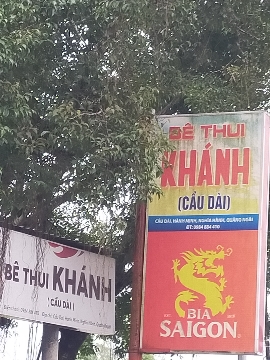 BÊ THUI
KHÁNH
(CẦU DÀI)
CẦU DÀI, HÀNH MINH, NGHĨA HÀNH, QUẢNG NGÃI
BIA
SAIGON
BÊ THUI KHÁNH
(CẦU DÀI)